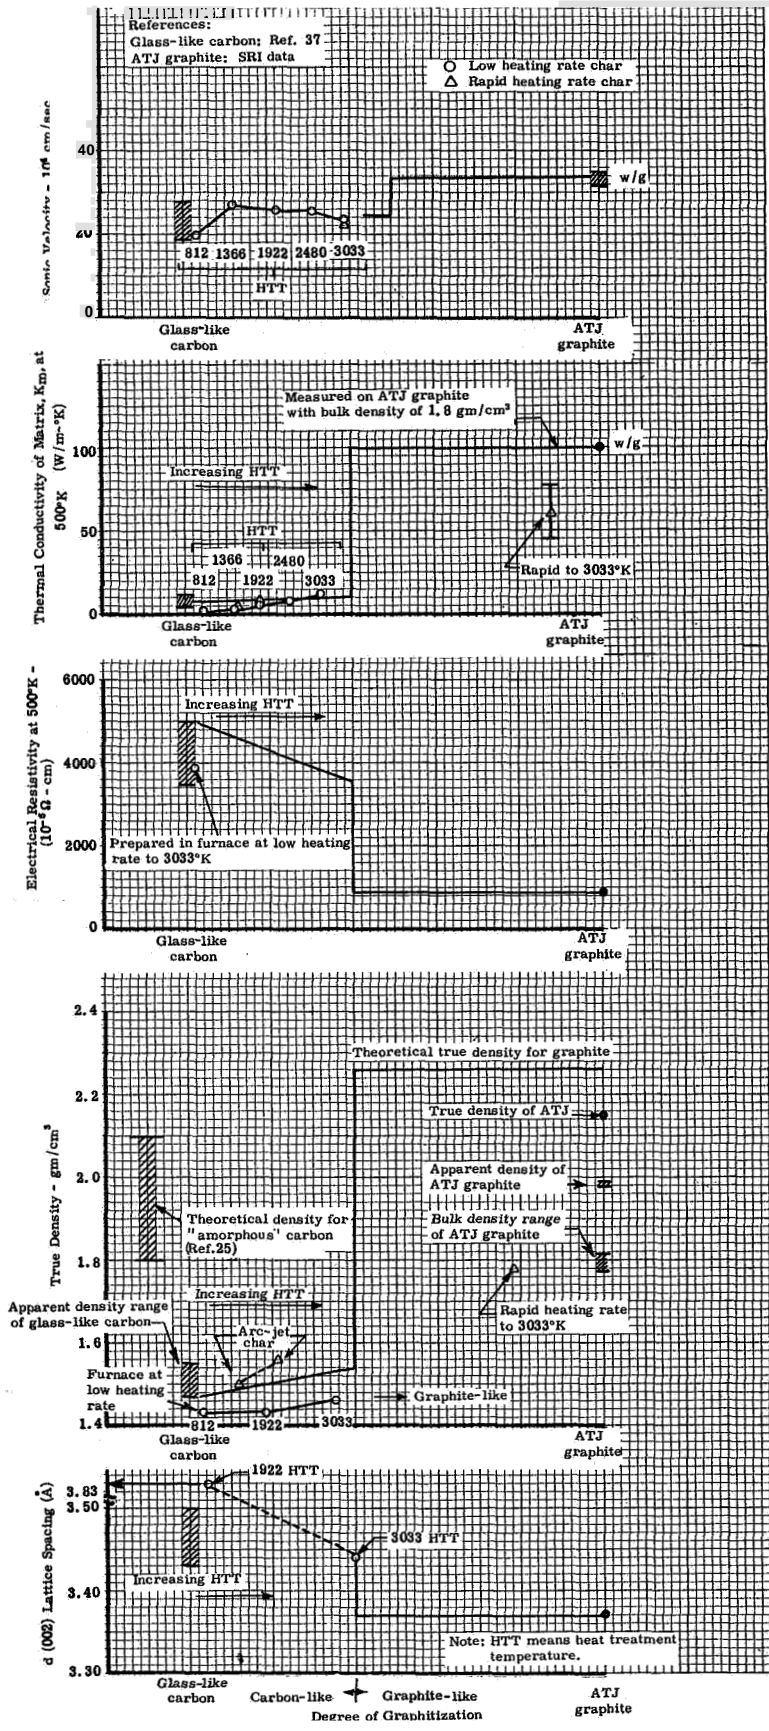 References:
Glass-like carbon: Ref. 37
ATJ graphite: SRI data
Low heating rate char
Rapid heating rate char
Sonic Velocity - 10⁴ cm/sec
40
20
0
w/g
812 1366 1922 2480 3033
HTT
Glass-like
carbon
ATJ
graphite
Thermal Conductivity of Matrix, Kₘ, at
500°K (W/m-°K)
100
50
0
Measured on ATJ graphite
with bulk density of 1.8 gm/cm³
w/g
Increasing HTT
HTT
1366 2480
812 1922 3033
Rapid to 3033°K
Glass-like
carbon
ATJ
graphite
Electrical Resistivity at 500°K -
(10⁻⁶ Ω - cm)
6000
4000
2000
0
Increasing HTT
Prepared in furnace at low heating
rate to 3033°K
Glass-like
carbon
ATJ
graphite
True Density - gm/cm³
2.4
2.2
2.0
1.8
1.6
1.4
Theoretical true density for graphite
True density of ATJ
Apparent density of
ATJ graphite
Theoretical density for
"amorphous" carbon
(Ref.25)
Bulk density range
of ATJ graphite
Increasing HTT
Apparent density range
of glass-like carbon
Rapid heating rate
to 3033°K
Arc-jet
char
Furnace at
low heating
rate
Graphite-like
812 1922 3033
Glass-like
carbon
ATJ
graphite
d (002) Lattice Spacing (Å)
3.83
3.50
3.40
3.30
1922 HTT
3033 HTT
Increasing HTT
Note: HTT means heat treatment
temperature.
Glass-like
carbon
Carbon-like
Graphite-like
ATJ
graphite
Degree of Graphitization